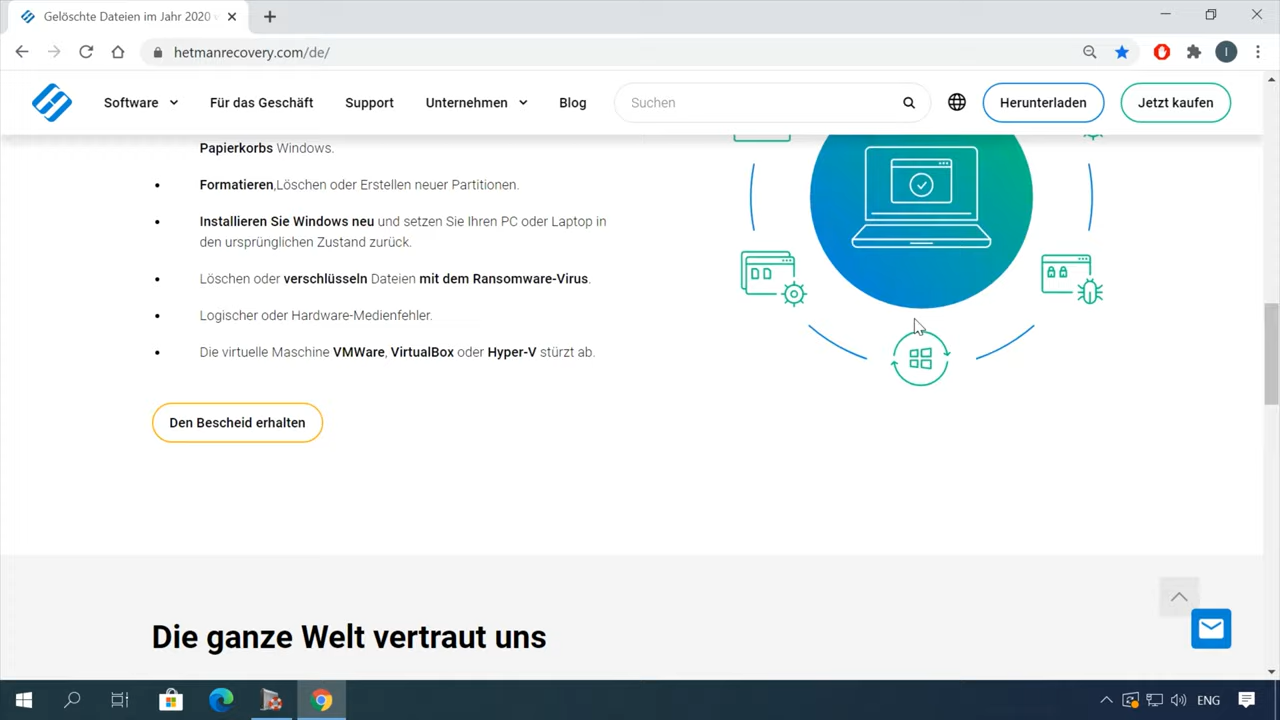 Gelöschte Dateien im Jahr 2020
hetmanrecovery.com/de/
Software
Für das Geschäft
Support
Unternehmen
Blog
Suchen
Herunterladen
Jetzt kaufen
Papierkorbs Windows.
• Formatieren,Löschen oder Erstellen neuer Partitionen.
• Installieren Sie Windows neu und setzen Sie Ihren PC oder Laptop in
den ursprünglichen Zustand zurück.
• Löschen oder verschlüsseln Dateien mit dem Ransomware-Virus.
• Logischer oder Hardware-Medienfehler.
• Die virtuelle Maschine VMWare, VirtualBox oder Hyper-V stürzt ab.
Den Bescheid erhalten
Die ganze Welt vertraut uns
ENG